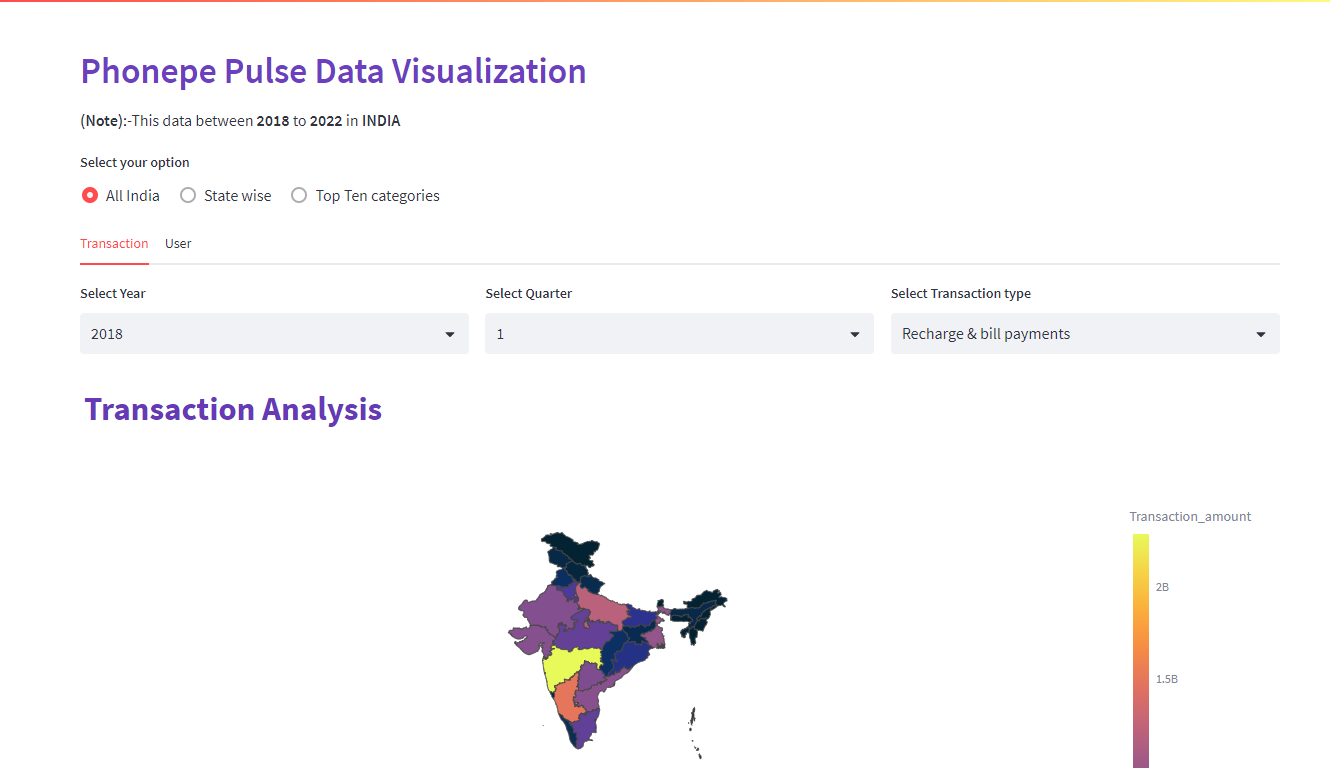 Phonepe Pulse Data Visualization
(Note):-This data between 2018 to 2022 in INDIA
Select your option
All India State wise Top Ten categories
Transaction User
Select Year Select Quarter Select Transaction type
2018 1 Recharge & bill payments
Transaction Analysis
Transaction_amount
2B
1.5B